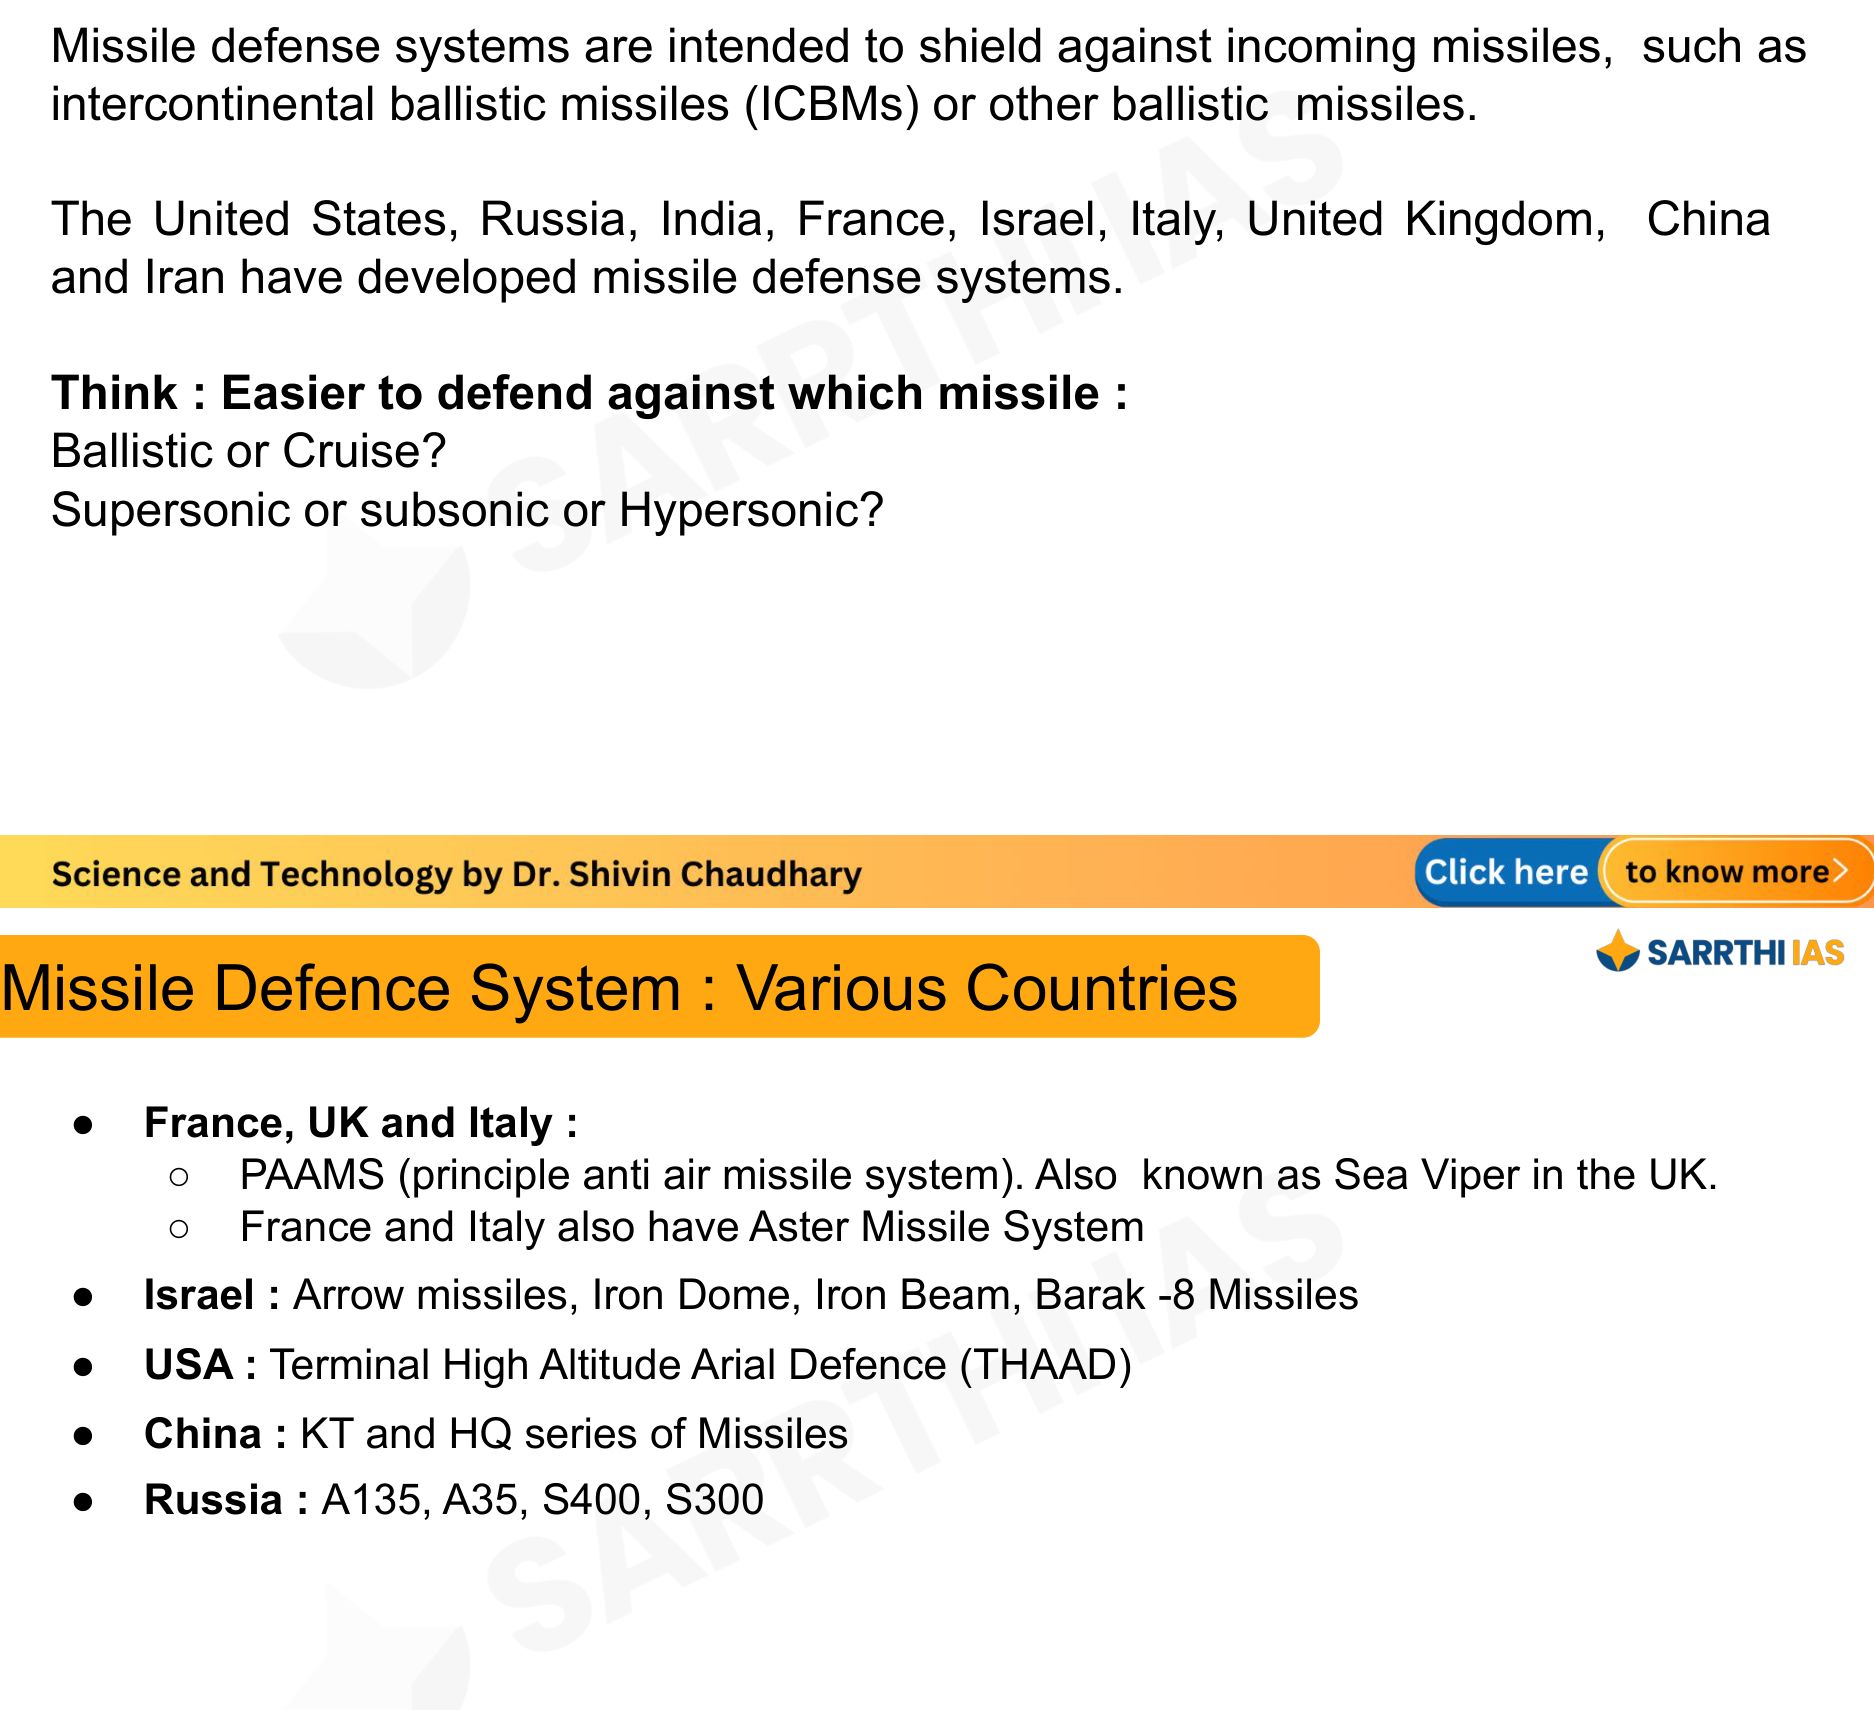 Missile defense systems are intended to shield against incoming missiles, such as
intercontinental ballistic missiles (ICBMs) or other ballistic missiles.
The United States, Russia, India, France, Israel, Italy, United Kingdom, China
and Iran have developed missile defense systems.
Think : Easier to defend against which missile :
Ballistic or Cruise?
Supersonic or subsonic or Hypersonic?
SARRTHI IAS
Science and Technology by Dr. Shivin Chaudhary
Click here to know more>
SARRTHI IAS
Missile Defence System : Various Countries
● France, UK and Italy :
○ PAAMS (principle anti air missile system). Also known as Sea Viper in the UK.
○ France and Italy also have Aster Missile System
● Israel : Arrow missiles, Iron Dome, Iron Beam, Barak -8 Missiles
● USA : Terminal High Altitude Arial Defence (THAAD)
● China : KT and HQ series of Missiles
● Russia : A135, A35, S400, S300
SARRTHI IAS